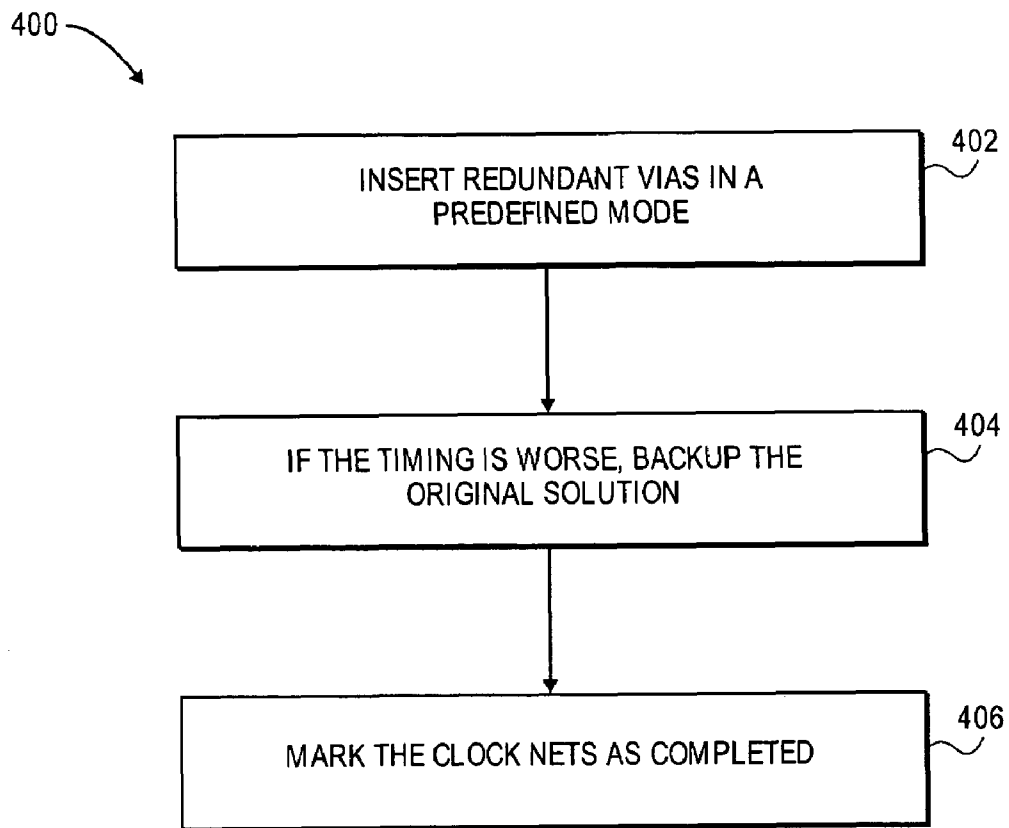 400
402
INSERT REDUNDANT VIAS IN A
PREDEFINED MODE
404
IF THE TIMING IS WORSE, BACKUP THE
ORIGINAL SOLUTION
406
MARK THE CLOCK NETS AS COMPLETED